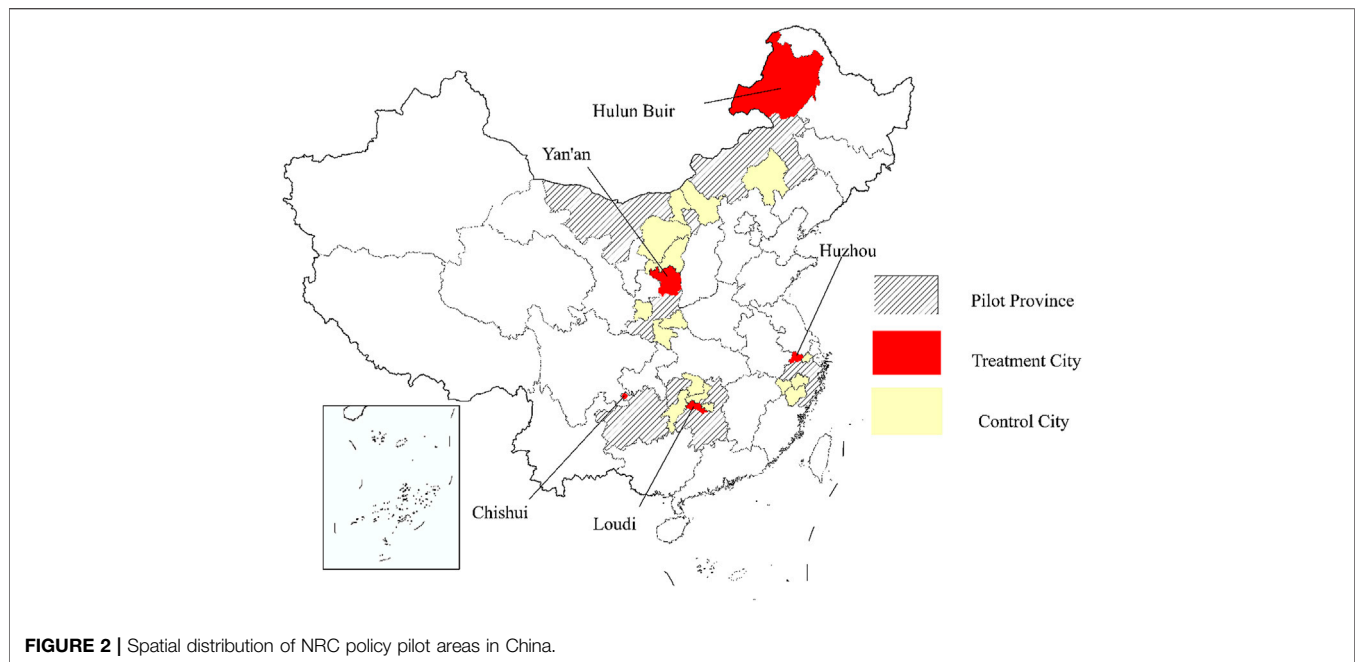 Hulun Buir
Yan'an
Huzhou
Pilot Province
Treatment City
Control City
Chishui
Loudi
FIGURE 2 | Spatial distribution of NRC policy pilot areas in China.